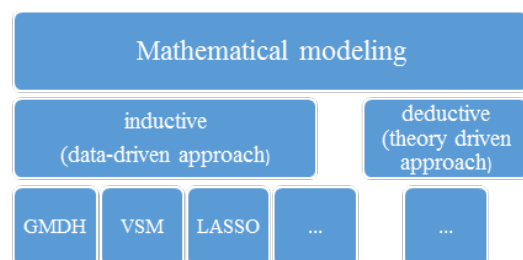 Mathematical modeling
inductive
(data-driven approach)
deductive
(theory driven
approach)
GMDH
VSM
LASSO
...
...